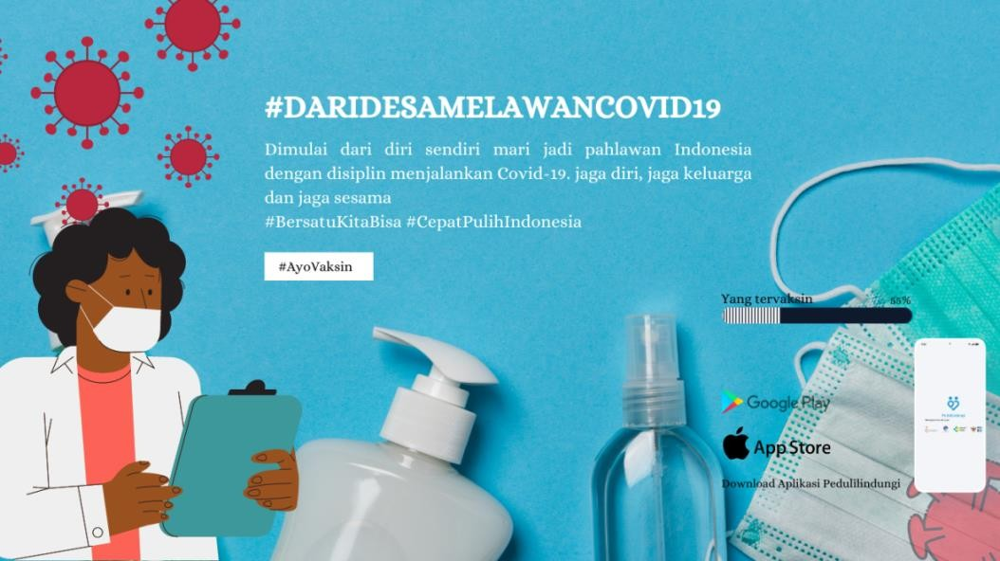 #DARIDESAMELAWANCOVID19
Dimulai dari diri sendiri mari jadi pahlawan Indonesia
dengan disiplin menjalankan Covid-19. jaga diri, jaga keluarga
dan jaga sesama
#BersatuKitaBisa #CepatPulihIndonesia
#AyoVaksin
Yang tervaksin 55%
Google Play
App Store
Download Aplikasi Pedulilindungi